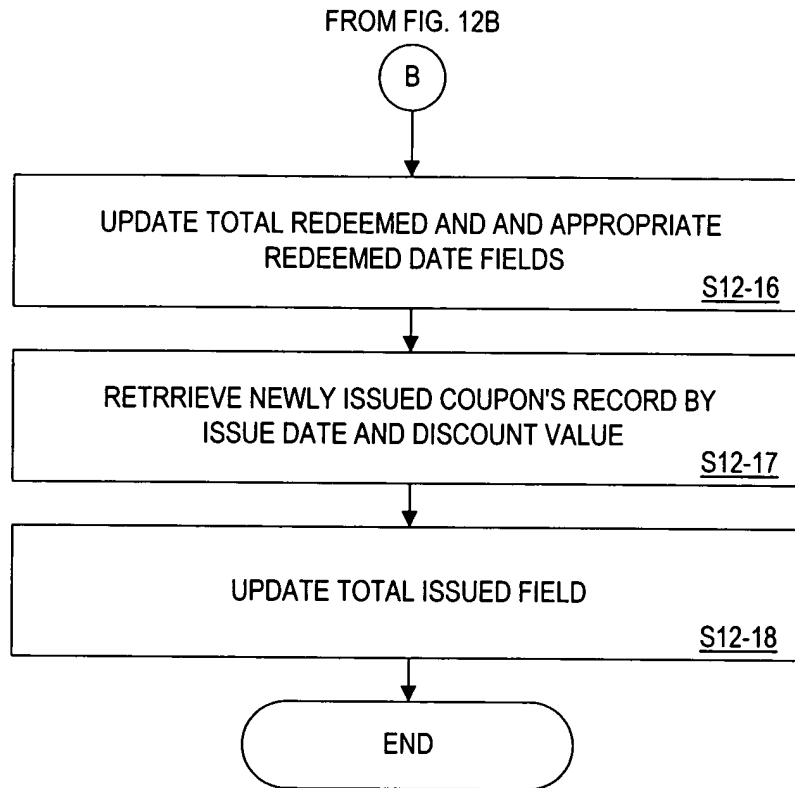 FROM FIG. 12B
B
UPDATE TOTAL REDEEMED AND AND APPROPRIATE
REDEEMED DATE FIELDS
S12-16
RETRRIEVE NEWLY ISSUED COUPON'S RECORD BY
ISSUE DATE AND DISCOUNT VALUE
S12-17
UPDATE TOTAL ISSUED FIELD
S12-18
END